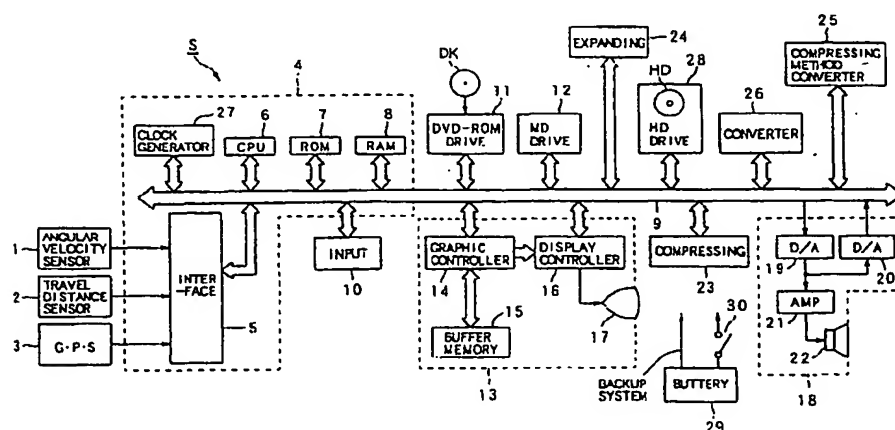 S
4
27
CLOCK
GENERATOR
6
CPU
7
ROM
8
RAM
DK
11
DVD-ROM
DRIVE
12
MD DRIVE
EXPANDING
24
28
HD
HD DRIVE
26
CONVERTER
25
COMPRESSING
METHOD
CONVERTER
9
1
ANGULAR
VELOCITY
SENSOR
2
TRAVEL
DISTANCE
SENSOR
3
G·P·S
INTER
-FACE
5
INPUT
10
GRAPHIC
CONTROLLER
14
DISPLAY
CONTROLLER
16
15
BUFFER
MEMORY
17
13
COMPRESSING
23
BACKUP
SYSTEM
30
BUTTERY
29
D/A
19
D/A
20
AMP
21
22
18